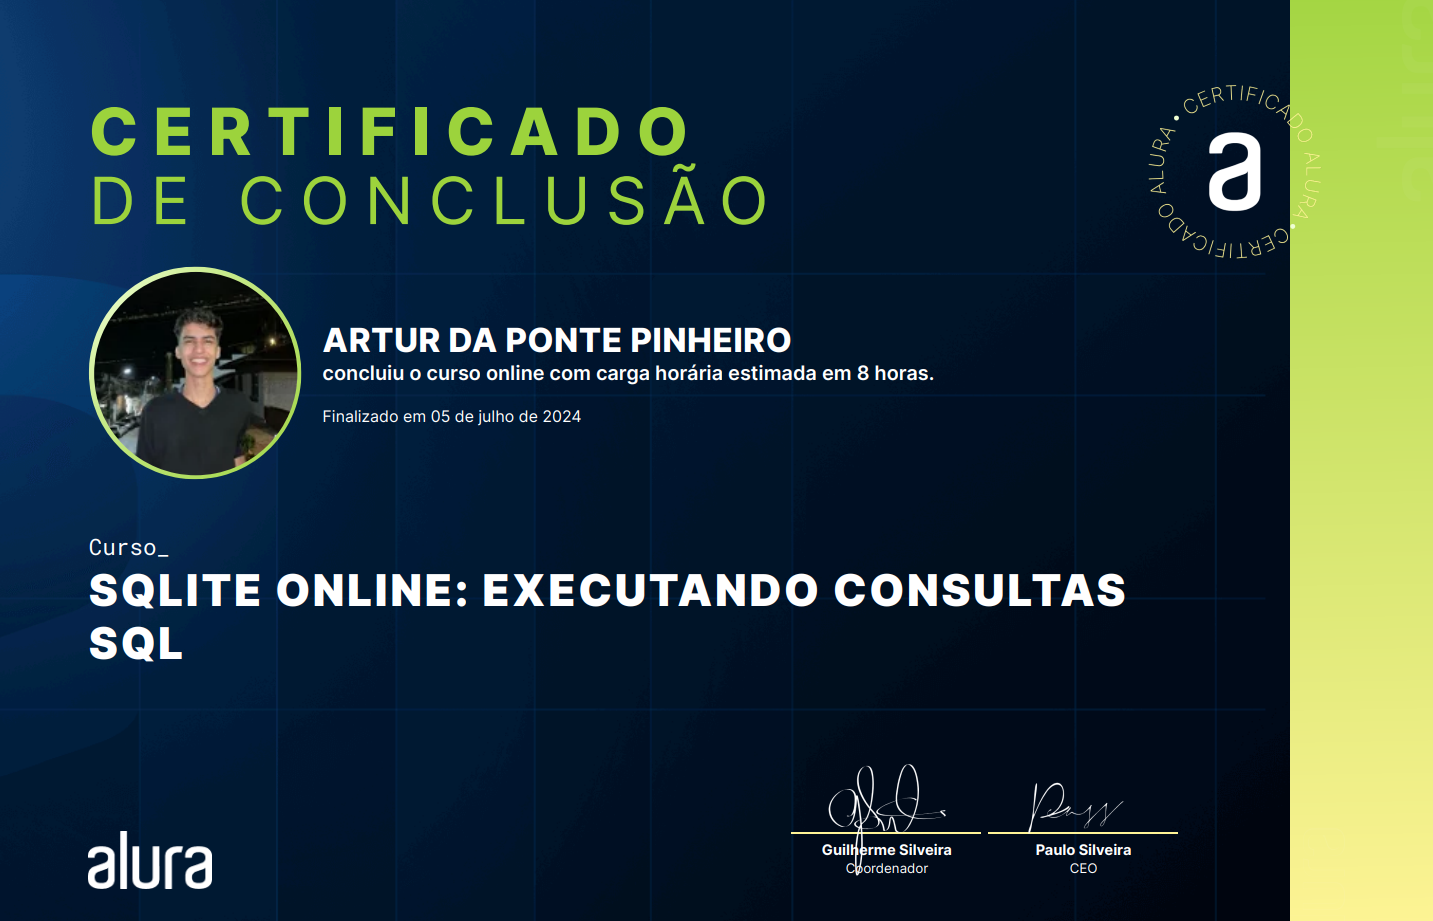 CERTIFICADO
DE CONCLUSÃO
• CERTIFICADO ALURA • CERTIFICADO ALURA
a
ARTUR DA PONTE PINHEIRO
concluiu o curso online com carga horária estimada em 8 horas.
Finalizado em 05 de julho de 2024
Curso_
SQLITE ONLINE: EXECUTANDO CONSULTAS
SQL
alura
Guilherme Silveira
Coordenador
Paulo Silveira
CEO